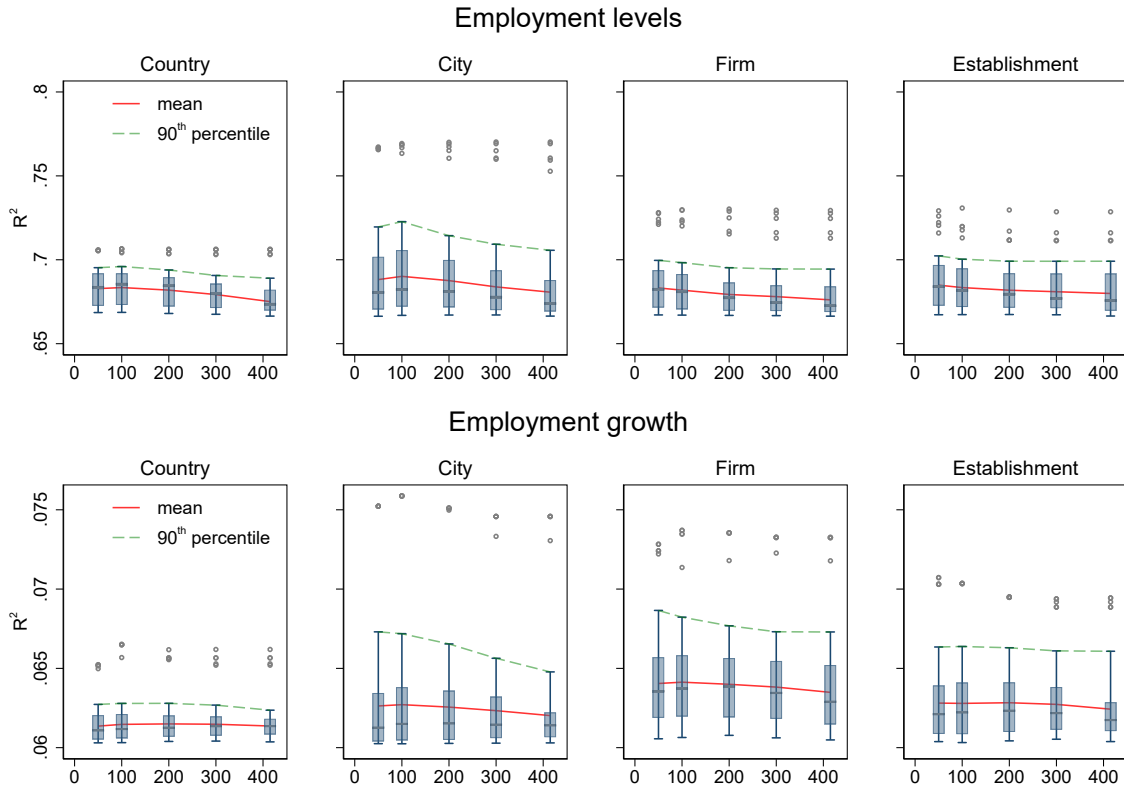 Employment levels
Country City Firm Establishment
mean
90th percentile
R2
.65 .7 .75 .8
0 100 200 300 400 0 100 200 300 400 0 100 200 300 400 0 100 200 300 400
Employment growth
Country City Firm Establishment
mean
90th percentile
R2
.06 .065 .07 .075
0 100 200 300 400 0 100 200 300 400 0 100 200 300 400 0 100 200 300 400